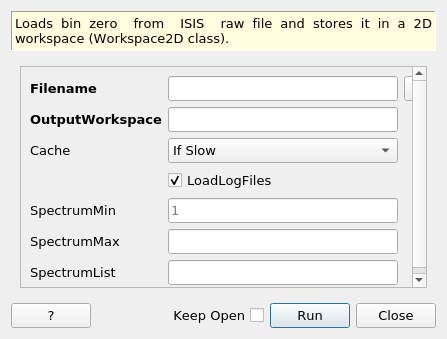 Loads bin zero from ISIS raw file and stores it in a 2D
workspace (Workspace2D class).
Filename
OutputWorkspace
Cache If Slow
LoadLogFiles
SpectrumMin 1
SpectrumMax
SpectrumList
? Keep Open Run Close